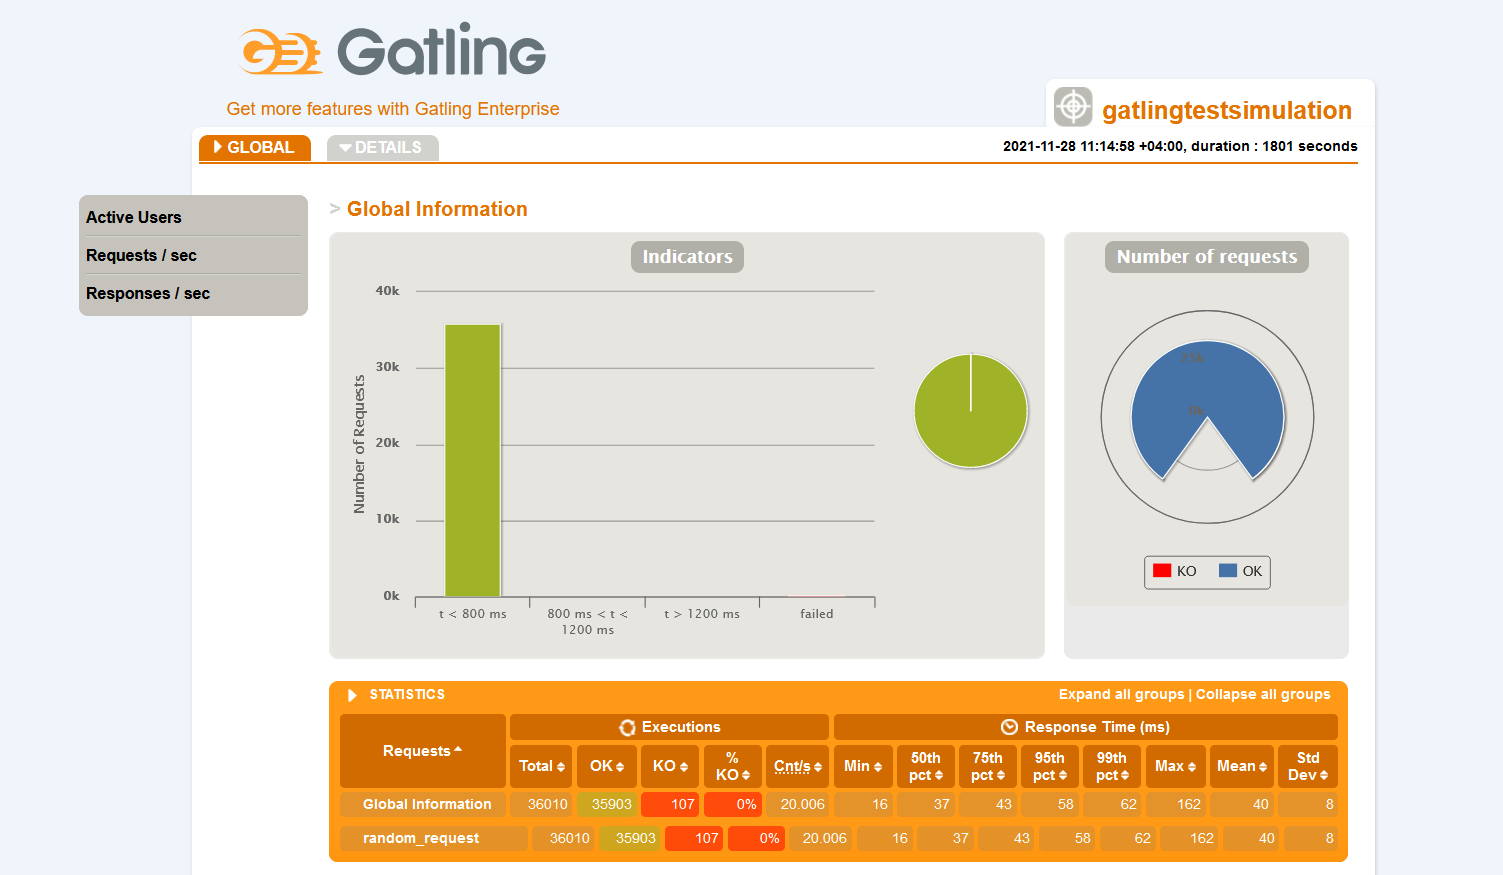 Gatling
Get more features with Gatling Enterprise
gatlingtestsimulation
GLOBAL
DETAILS
2021-11-28 11:14:58 +04:00, duration : 1801 seconds
Active Users
Requests / sec
Responses / sec
> Global Information
Indicators
Number of Requests
40k
30k
20k
10k
0k
t < 800 ms
800 ms < t <
1200 ms
t > 1200 ms
failed
Number of requests
0k
KO
OK
STATISTICS
Expand all groups | Collapse all groups
Requests
Executions
Response Time (ms)
Total OK KO % KO Cnt/s Min 50th pct 75th pct 95th pct 99th pct Max Mean Std Dev
Global Information 36010 35903 107 0% 20.006 16 37 43 58 62 162 40 8
random_request 36010 35903 107 0% 20.006 16 37 43 58 62 162 40 8